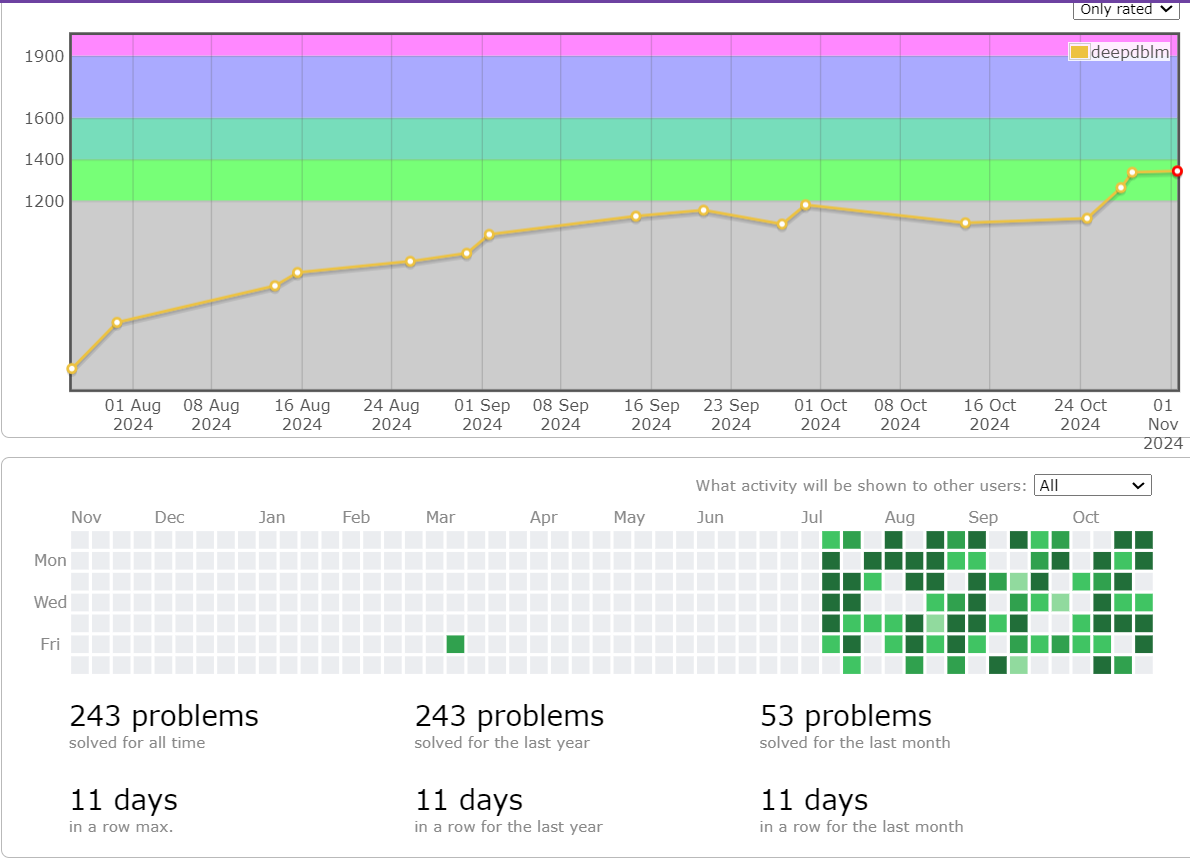 Only rated
deepdblm
1900
1600
1400
1200
01 Aug 08 Aug 16 Aug 24 Aug 01 Sep 08 Sep 16 Sep 23 Sep 01 Oct 08 Oct 16 Oct 24 Oct 01
2024 2024 2024 2024 2024 2024 2024 2024 2024 2024 2024 2024 Nov
2024
What activity will be shown to other users: All
Nov Dec Jan Feb Mar Apr May Jun Jul Aug Sep Oct
Mon
Wed
Fri
243 problems 243 problems 53 problems
solved for all time solved for the last year solved for the last month
11 days 11 days 11 days
in a row max. in a row for the last year in a row for the last month